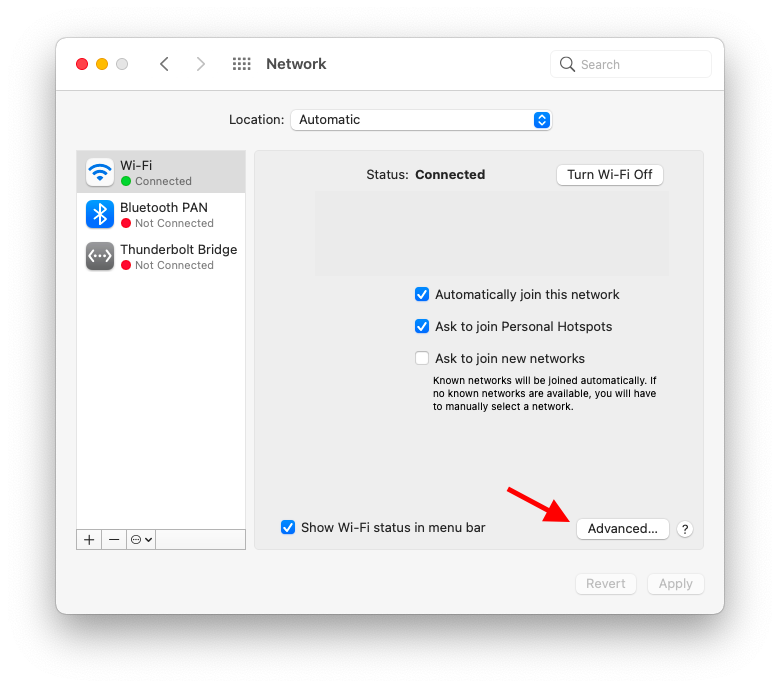 Network
Search
Location: Automatic
Wi-Fi
Connected
Bluetooth PAN
Not Connected
Thunderbolt Bridge
Not Connected
Status: Connected
Turn Wi-Fi Off
Automatically join this network
Ask to join Personal Hotspots
Ask to join new networks
Known networks will be joined automatically. If
no known networks are available, you will have
to manually select a network.
Show Wi-Fi status in menu bar
Advanced...
?
Revert
Apply